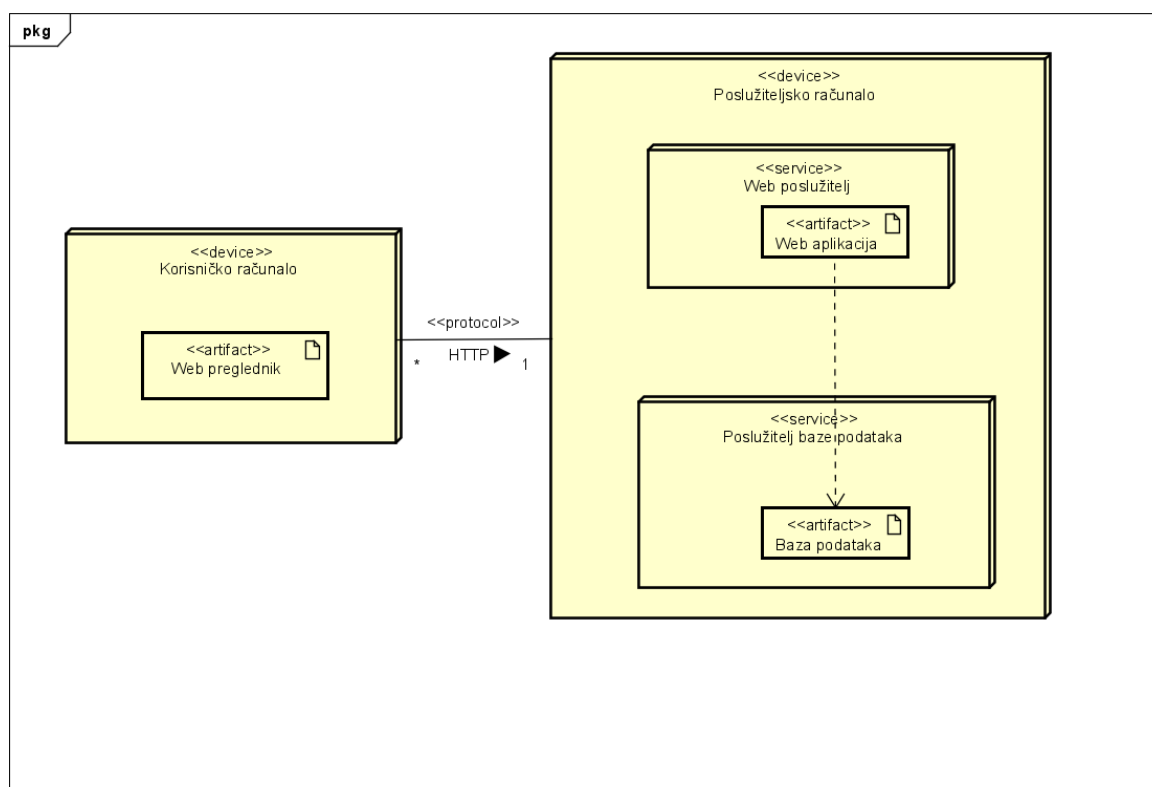 pkg
<<device>>
Korisničko računalo
<<artifact>>
Web preglednik
<<protocol>>
HTTP
*
1
<<device>>
Poslužiteljsko računalo
<<service>>
Web poslužitelj
<<artifact>>
Web aplikacija
<<service>>
Poslužitelj baze podataka
<<artifact>>
Baza podataka